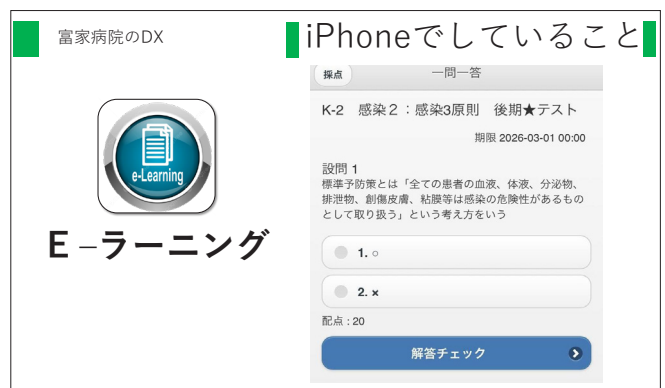 富家病院のDX
iPhoneでしていること
e-Learning
E –ラーニング
採点
一問一答
K-2 感染2:感染3原則 後期★テスト
期限 2026-03-01 00:00
設問 1
標準予防策とは「全ての患者の血液、体液、分泌物、
排泄物、創傷皮膚、粘膜等は感染の危険性があるもの
として取り扱う」という考え方をいう
1. ○
2. ×
配点 : 20
解答チェック